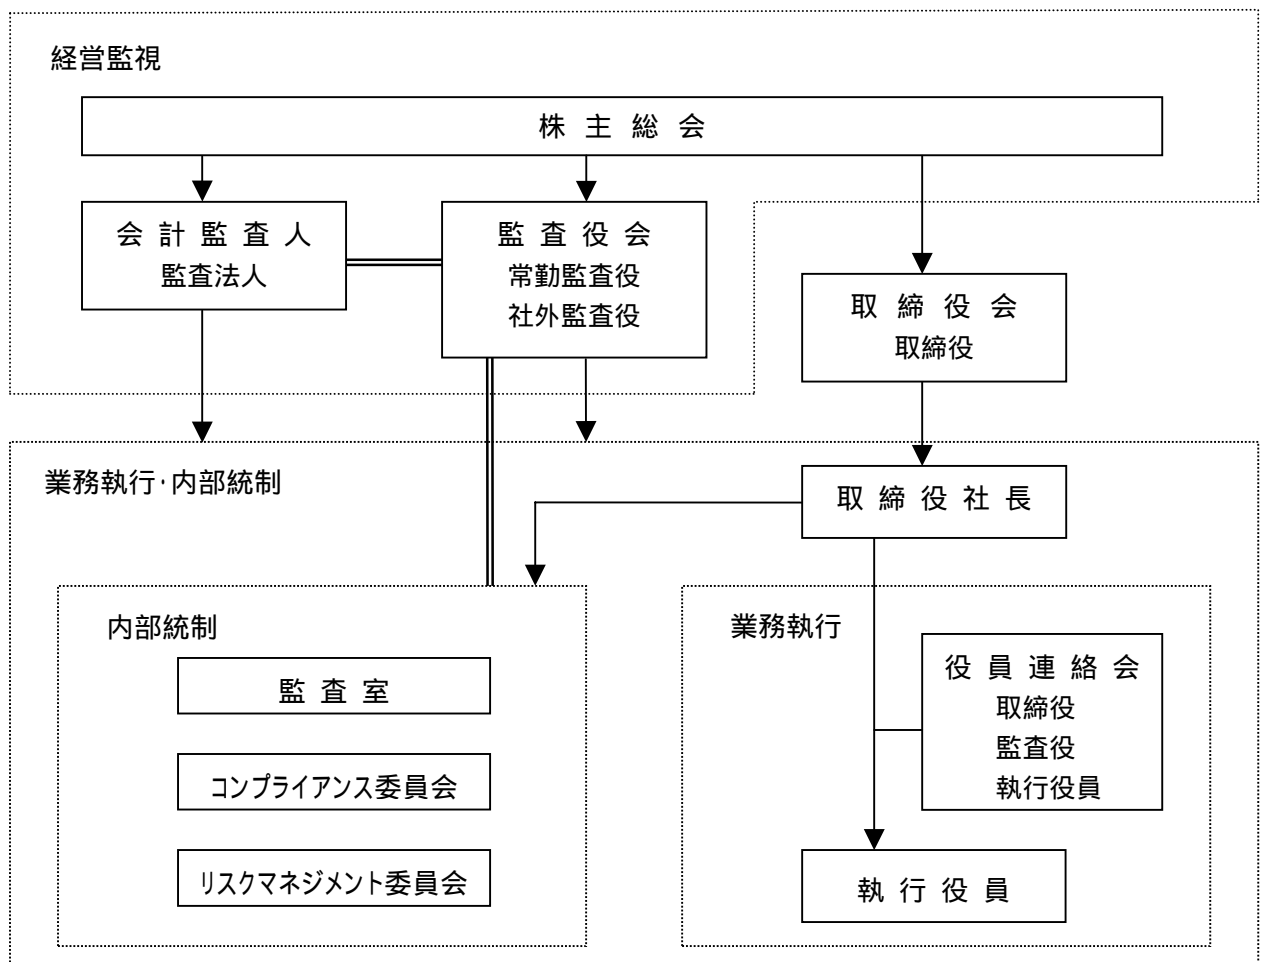 経営監視
株主総会
会計監査人
監査法人
監査役会
常勤監査役
社外監査役
取締役会
取締役
業務執行・内部統制
取締役社長
内部統制
監査室
コンプライアンス委員会
リスクマネジメント委員会
業務執行
役員連絡会
取締役
監査役
執行役員
執行役員